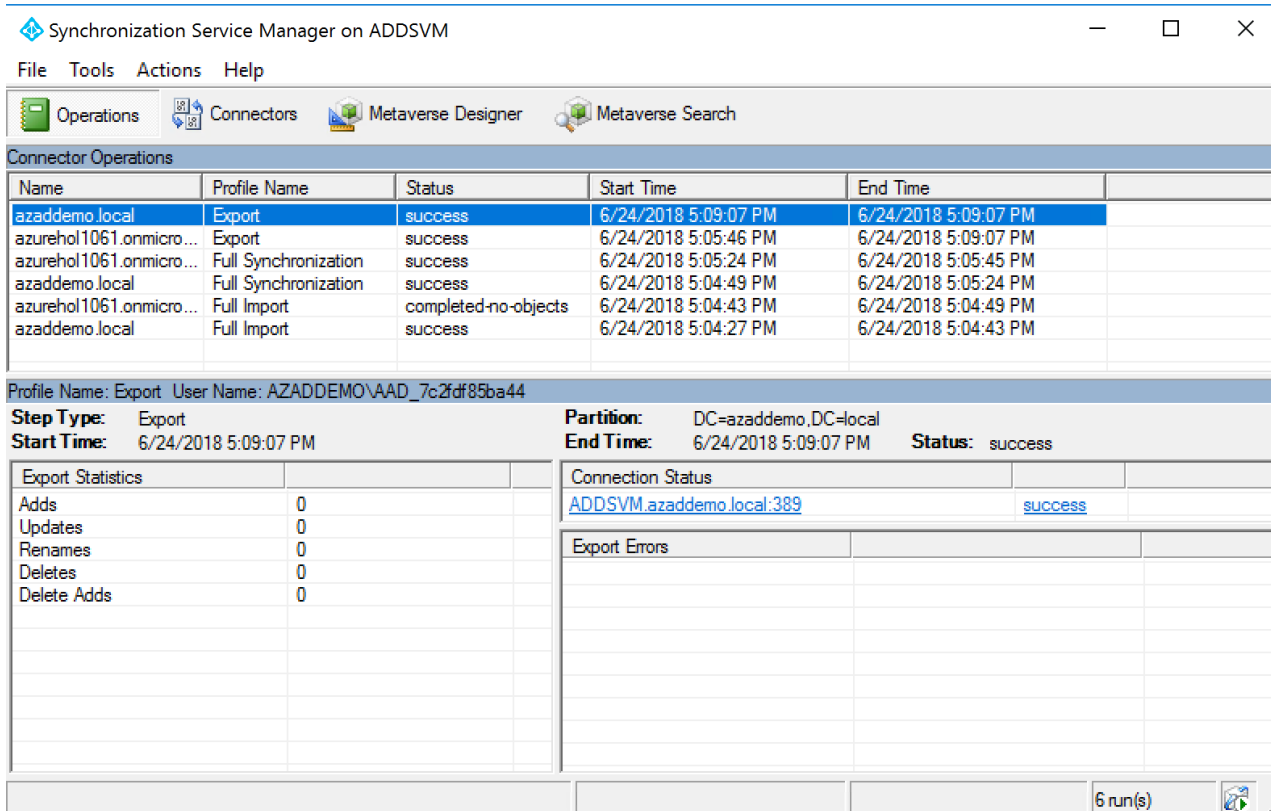 Synchronization Service Manager on ADDSVM
File Tools Actions Help
Operations Connectors Metaverse Designer Metaverse Search
Connector Operations
Name Profile Name Status Start Time End Time
azaddemo.local Export success 6/24/2018 5:09:07 PM 6/24/2018 5:09:07 PM
azurehol1061.onmicro... Export success 6/24/2018 5:05:46 PM 6/24/2018 5:09:07 PM
azurehol1061.onmicro... Full Synchronization success 6/24/2018 5:05:24 PM 6/24/2018 5:05:45 PM
azaddemo.local Full Synchronization success 6/24/2018 5:04:49 PM 6/24/2018 5:05:24 PM
azurehol1061.onmicro... Full Import completed-no-objects 6/24/2018 5:04:43 PM 6/24/2018 5:04:49 PM
azaddemo.local Full Import success 6/24/2018 5:04:27 PM 6/24/2018 5:04:43 PM
Profile Name: Export User Name: AZADDEMO\AAD_7c2fdf85ba44
Step Type: Export Partition: DC=azaddemo,DC=local
Start Time: 6/24/2018 5:09:07 PM End Time: 6/24/2018 5:09:07 PM Status: success
Export Statistics Connection Status
Adds 0 ADDSVM.azaddemo.local:389 success
Updates 0
Renames 0 Export Errors
Deletes 0
Delete Adds 0
6 run(s)